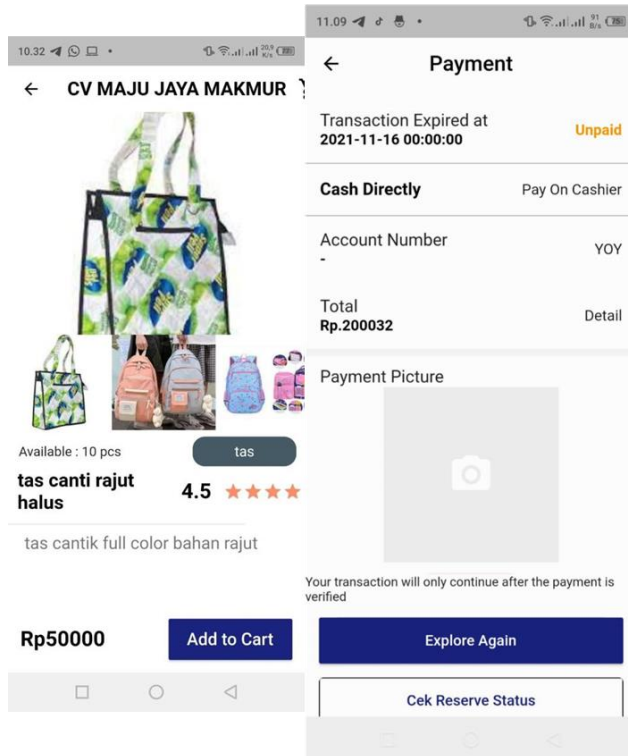 10.32
20,9 K/s
CV MAJU JAYA MAKMUR
Available : 10 pcs
tas
tas canti rajut
halus
4.5
tas cantik full color bahan rajut
Rp50000
Add to Cart
11.09
91 B/s
Payment
Transaction Expired at
2021-11-16 00:00:00
Unpaid
Cash Directly
Pay On Cashier
Account Number
-
YOY
Total
Rp.200032
Detail
Payment Picture
Your transaction will only continue after the payment is
verified
Explore Again
Cek Reserve Status